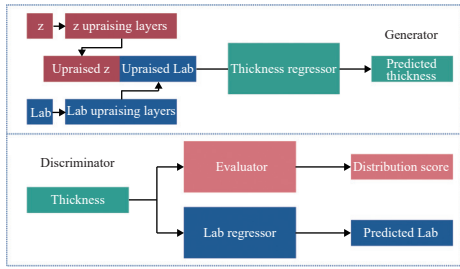 z
z upraising layers
Generator
Upraised z
Upraised Lab
Thickness regressor
Predicted
thickness
Lab
Lab upraising layers
Discriminator
Evaluator
Distribution score
Thickness
Lab regressor
Predicted Lab